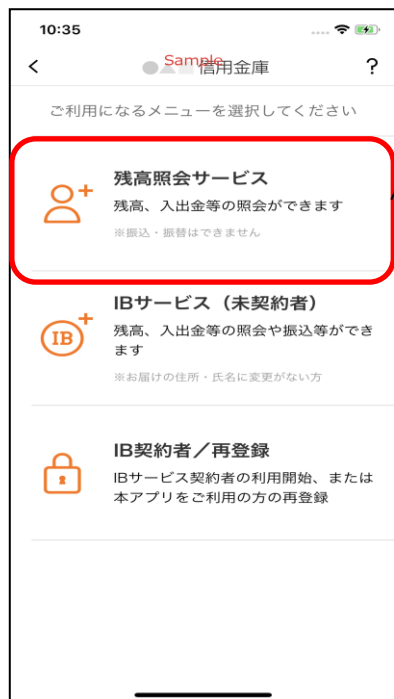 10:35
Sample
●▲■信用金庫
?
ご利用になるメニューを選択してください
残高照会サービス
残高、入出金等の照会ができます
※振込・振替はできません
IB
IBサービス（未契約者）
残高、入出金等の照会や振込等ができ
ます
※お届けの住所・氏名に変更がない方
IB契約者／再登録
IBサービス契約者の利用開始、または
本アプリをご利用の方の再登録